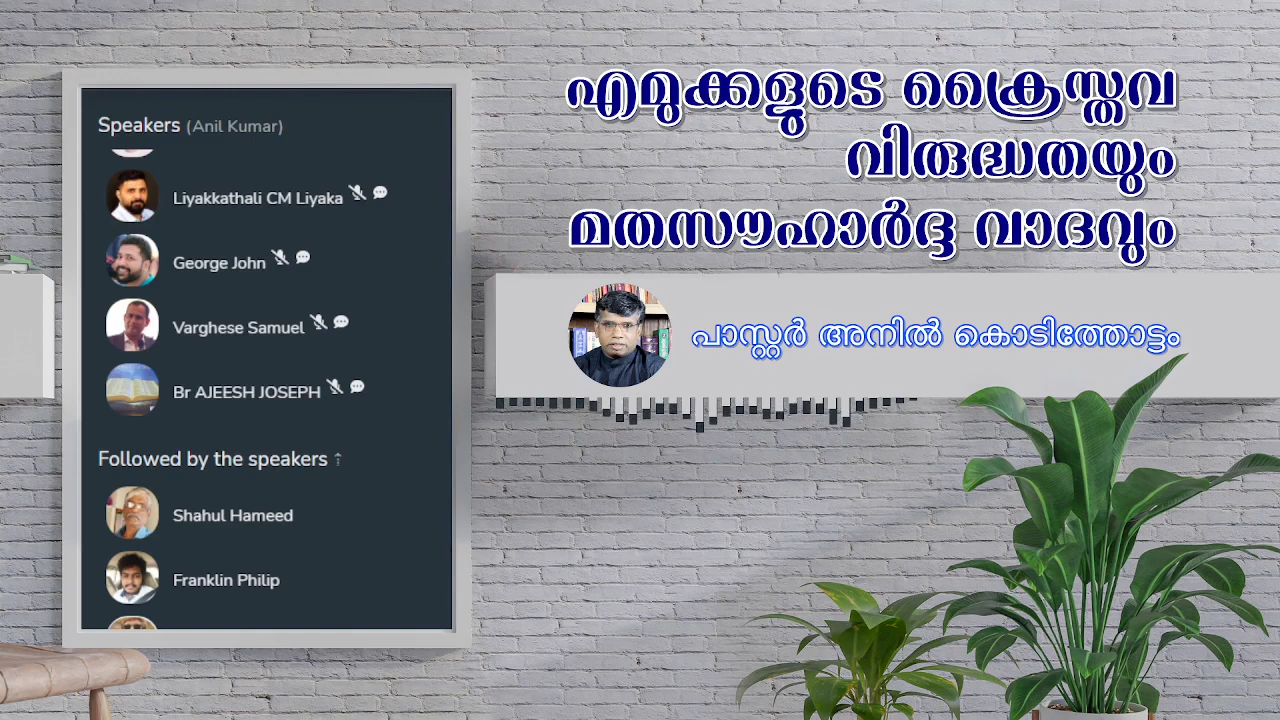 Speakers (Anil Kumar)
Liyakkathali CM Liyaka
George John
Varghese Samuel
Br AJEESH JOSEPH
Followed by the speakers ↑
Shahul Hameed
Franklin Philip
എമുക്കളുടെ ക്രൈസ്തവ
വിരുദ്ധതയും
മതസൗഹാർദ്ദ വാദവും
പാസ്റ്റർ അനിൽ കൊടിത്തോട്ടം